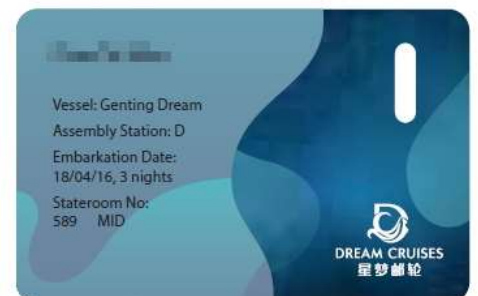 Vessel: Genting Dream
Assembly Station: D
Embarkation Date:
18/04/16, 3 nights
Stateroom No:
589 MID
DREAM CRUISES
星梦邮轮